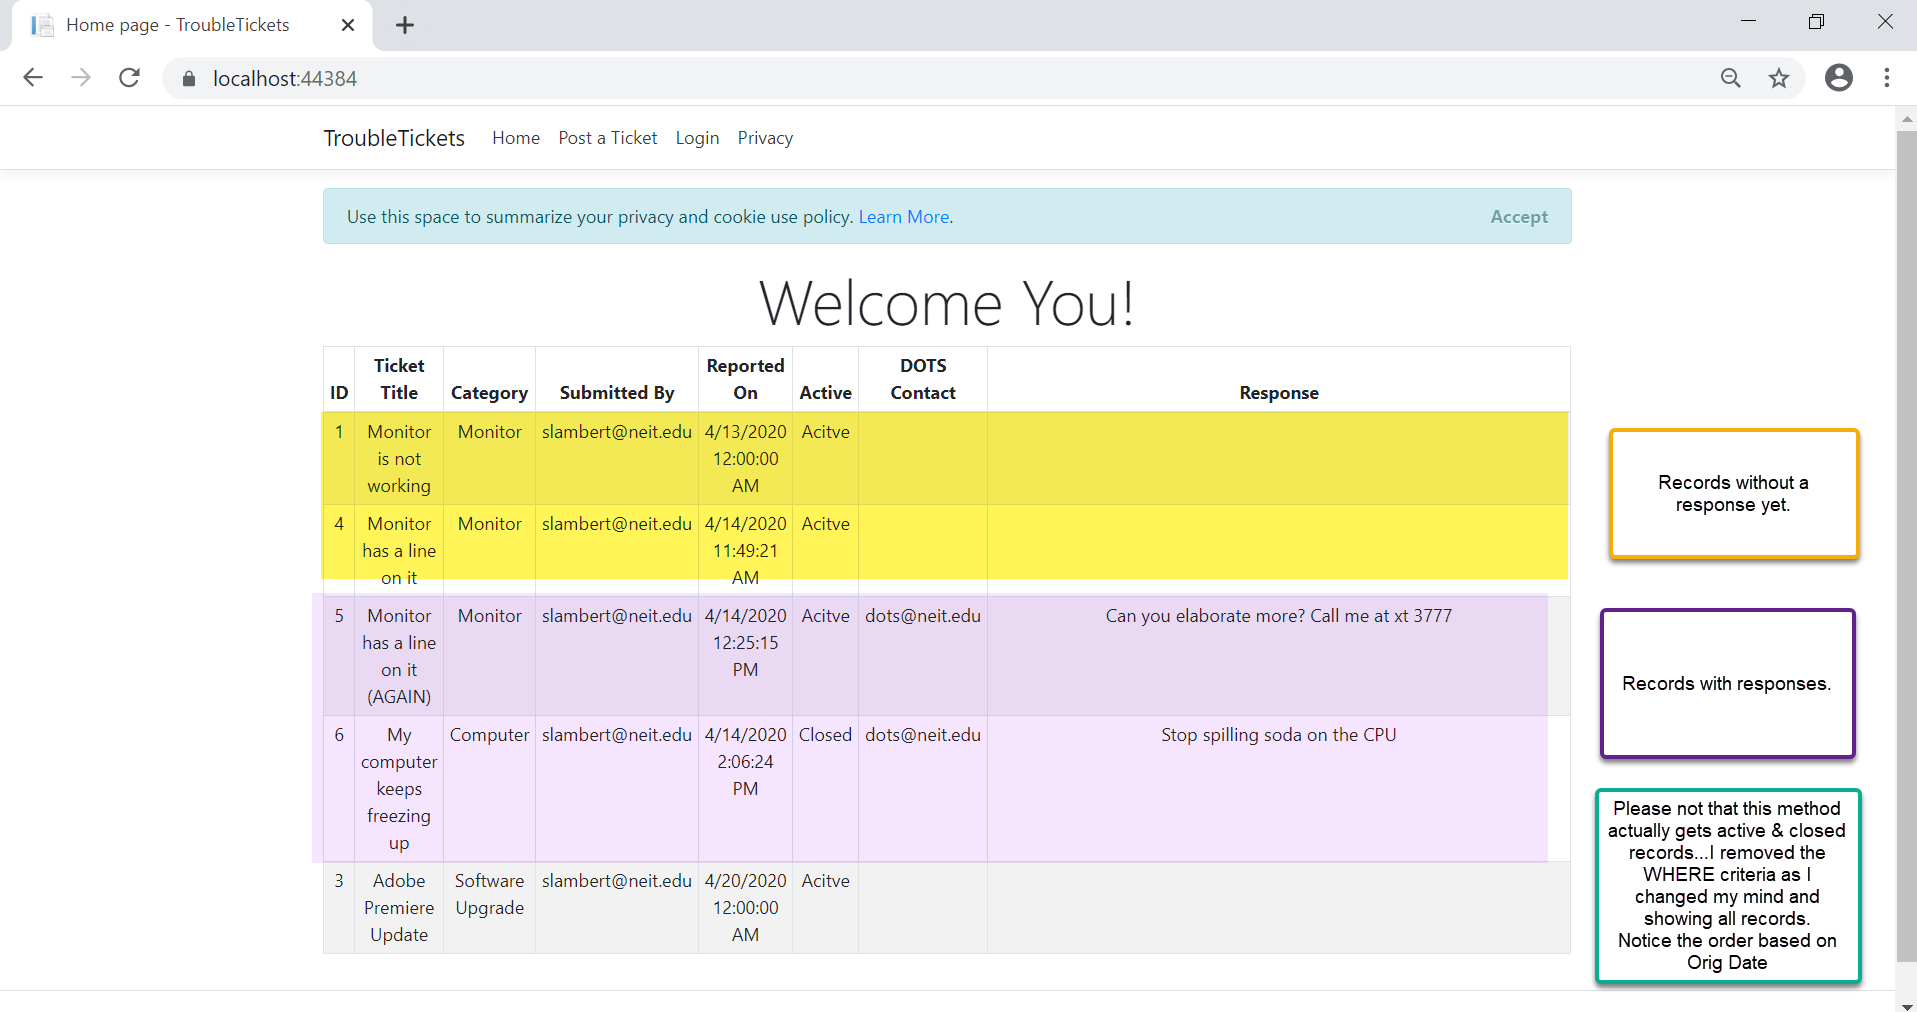 Home page - TroubleTickets
localhost:44384
TroubleTickets Home Post a Ticket Login Privacy
Use this space to summarize your privacy and cookie use policy. Learn More. Accept
Welcome You!
ID Ticket Title Category Submitted By Reported On Active DOTS Contact Response
1 Monitor is not working Monitor slambert@neit.edu 4/13/2020 12:00:00 AM Acitve
4 Monitor has a line on it Monitor slambert@neit.edu 4/14/2020 11:49:21 AM Acitve
5 Monitor has a line on it (AGAIN) Monitor slambert@neit.edu 4/14/2020 12:25:15 PM Acitve dots@neit.edu Can you elaborate more? Call me at xt 3777
6 My computer keeps freezing up Computer slambert@neit.edu 4/14/2020 2:06:24 PM Closed dots@neit.edu Stop spilling soda on the CPU
3 Adobe Premiere Update Software Upgrade slambert@neit.edu 4/20/2020 12:00:00 AM Acitve
Records without a
response yet.
Records with responses.
Please not that this method
actually gets active & closed
records...I removed the
WHERE criteria as I
changed my mind and
showing all records.
Notice the order based on
Orig Date